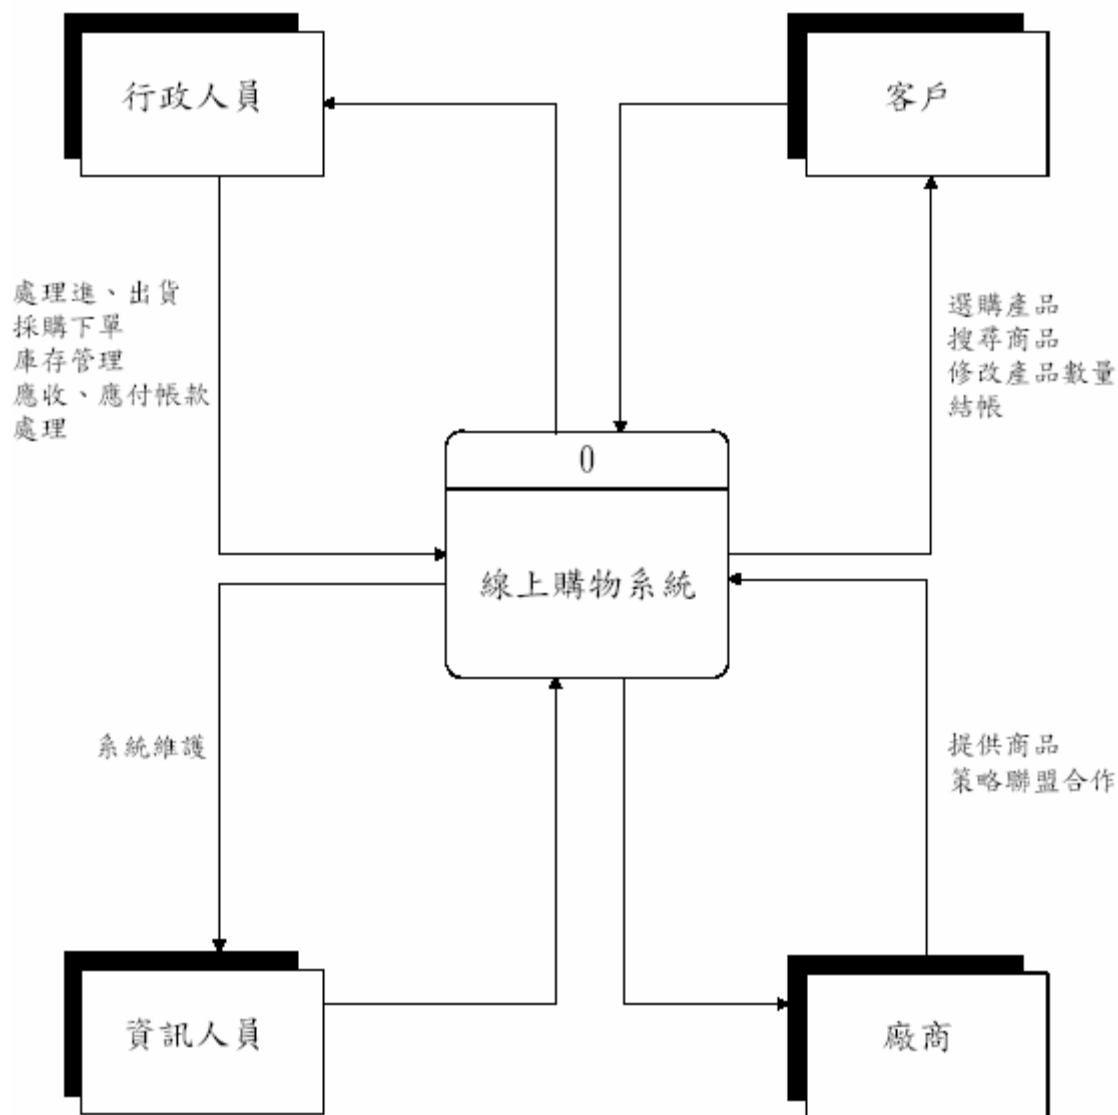 行政人員
客戶
處理進、出貨
採購下單
庫存管理
應收、應付帳款
處理
選購產品
搜尋商品
修改產品數量
結帳
0
線上購物系統
系統維護
提供商品
策略聯盟合作
資訊人員
廠商